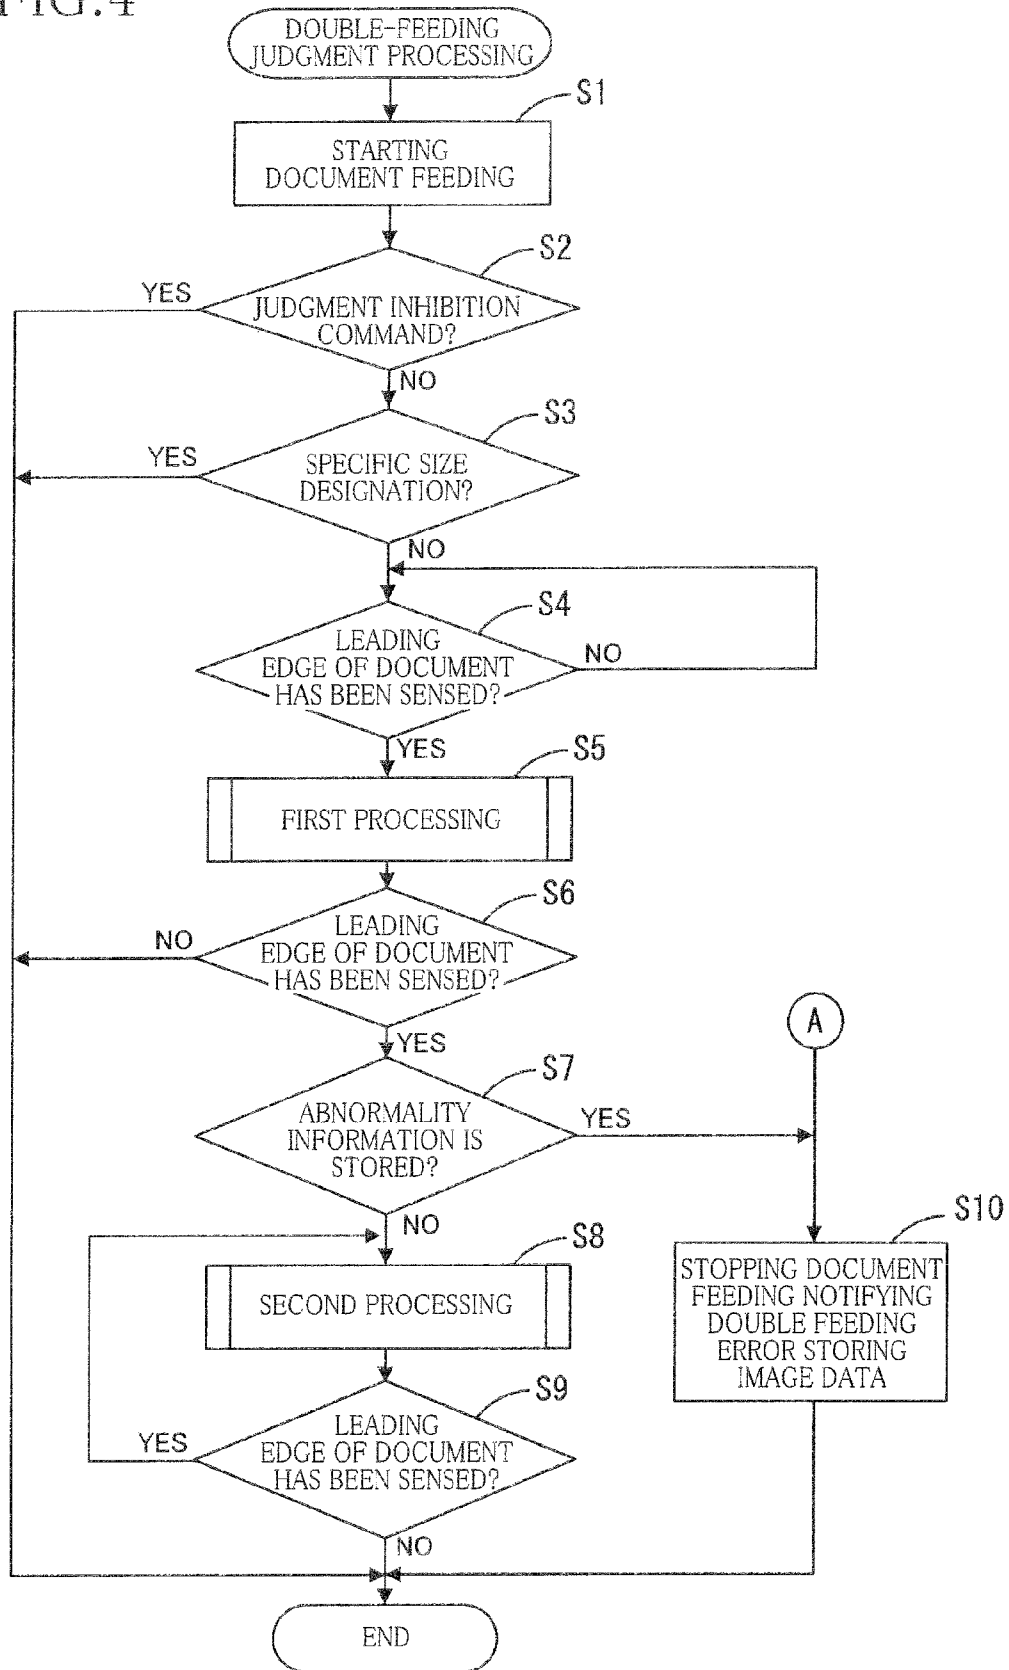 FIG.4
DOUBLE-FEEDING
JUDGMENT PROCESSING
S1
STARTING
DOCUMENT FEEDING
S2
YES
JUDGMENT INHIBITION
COMMAND?
NO
S3
YES
SPECIFIC SIZE
DESIGNATION?
NO
S4
LEADING
EDGE OF DOCUMENT
HAS BEEN SENSED?
NO
YES
S5
FIRST PROCESSING
S6
LEADING
EDGE OF DOCUMENT
HAS BEEN SENSED?
NO
YES
A
S7
ABNORMALITY
INFORMATION IS
STORED?
YES
NO
S8
SECOND PROCESSING
S10
STOPPING DOCUMENT
FEEDING NOTIFYING
DOUBLE FEEDING
ERROR STORING
IMAGE DATA
S9
LEADING
EDGE OF DOCUMENT
HAS BEEN SENSED?
YES
NO
END